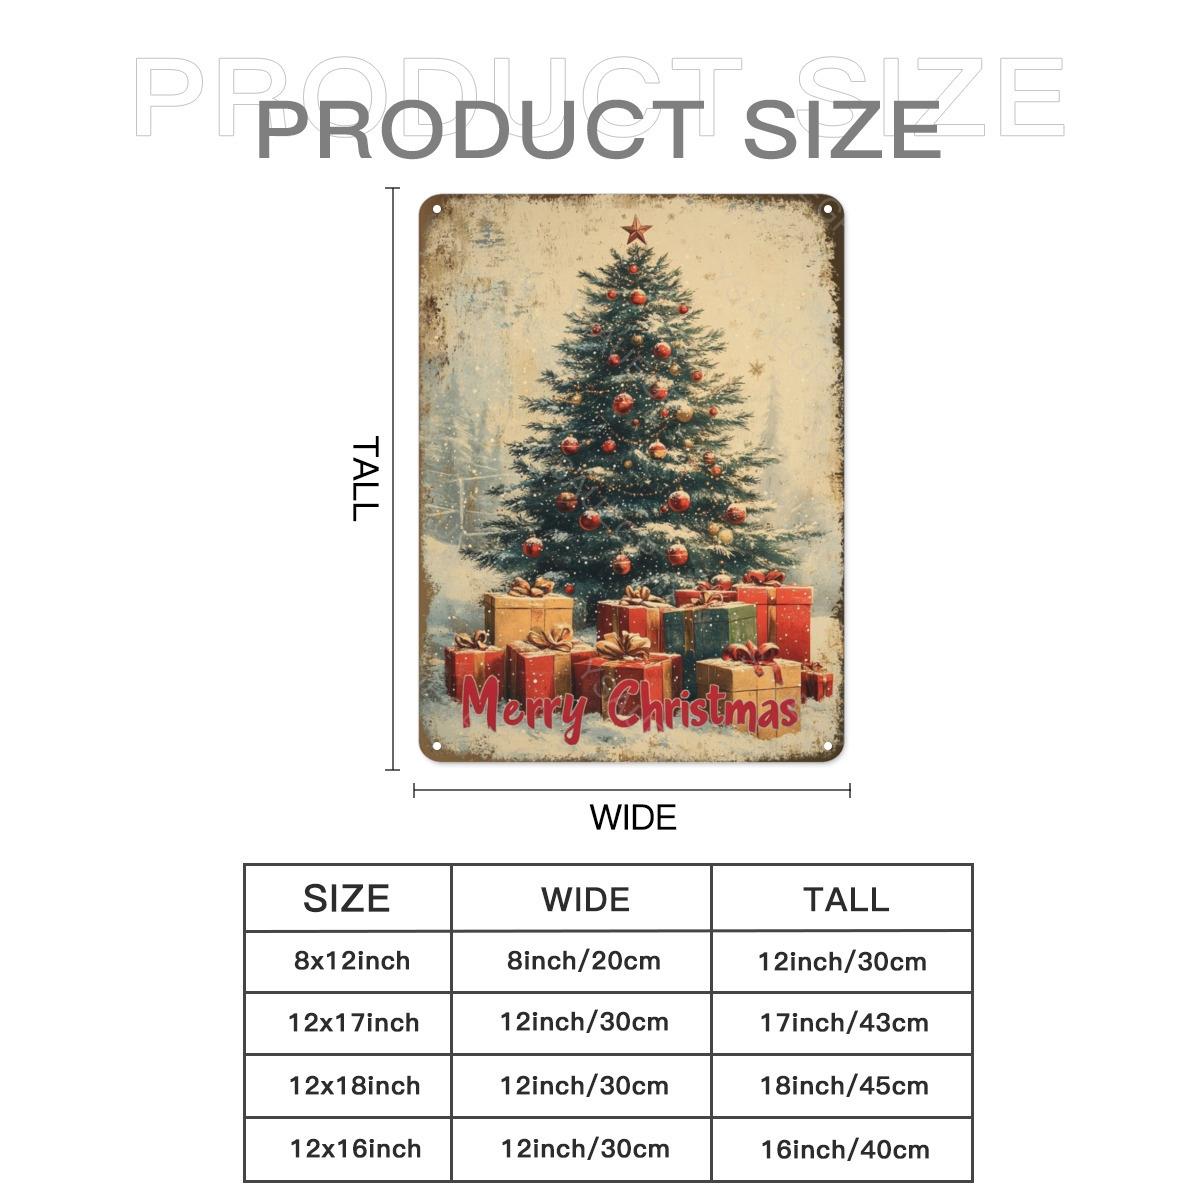 PRODUCT SIZE
PRODUCT SIZE
TALL
Merry Christmas
WIDE
SIZE WIDE TALL
8x12inch 8inch/20cm 12inch/30cm
12x17inch 12inch/30cm 17inch/43cm
12x18inch 12inch/30cm 18inch/45cm
12x16inch 12inch/30cm 16inch/40cm